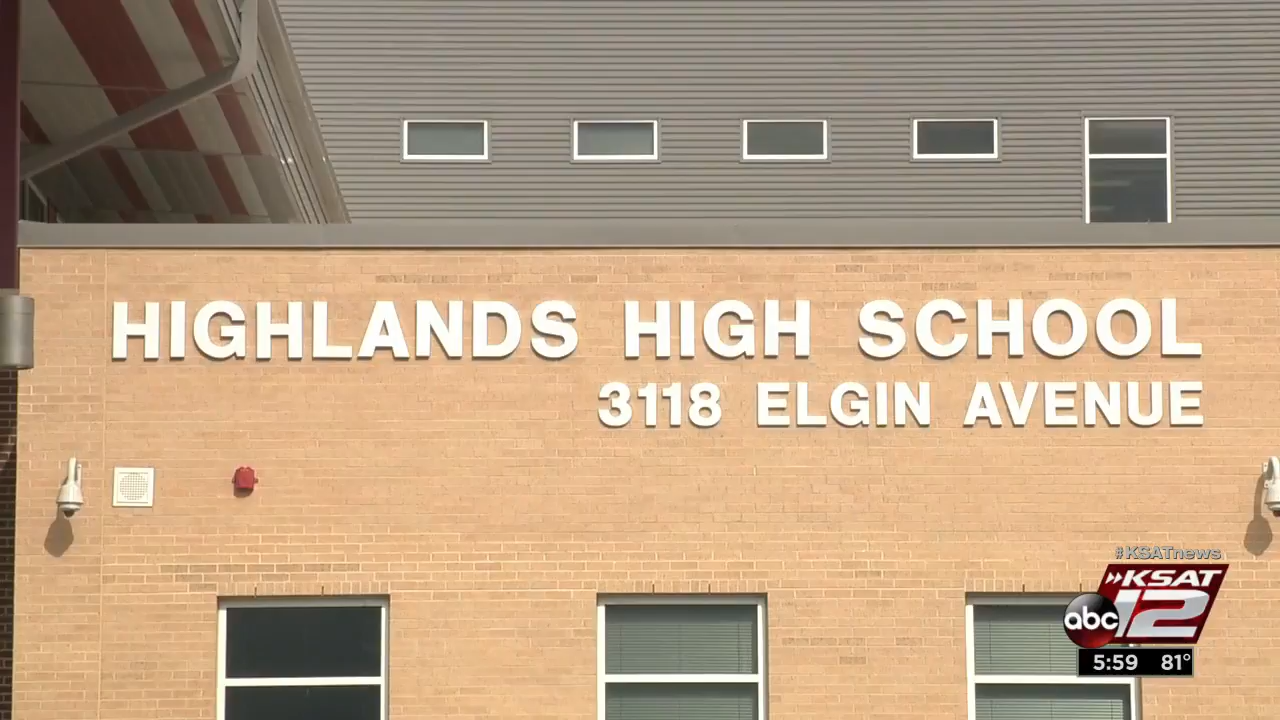 HIGHLANDS HIGH SCHOOL
3118 ELGIN AVENUE
#KSATnews
KSAT
abc 12
5:59 81°